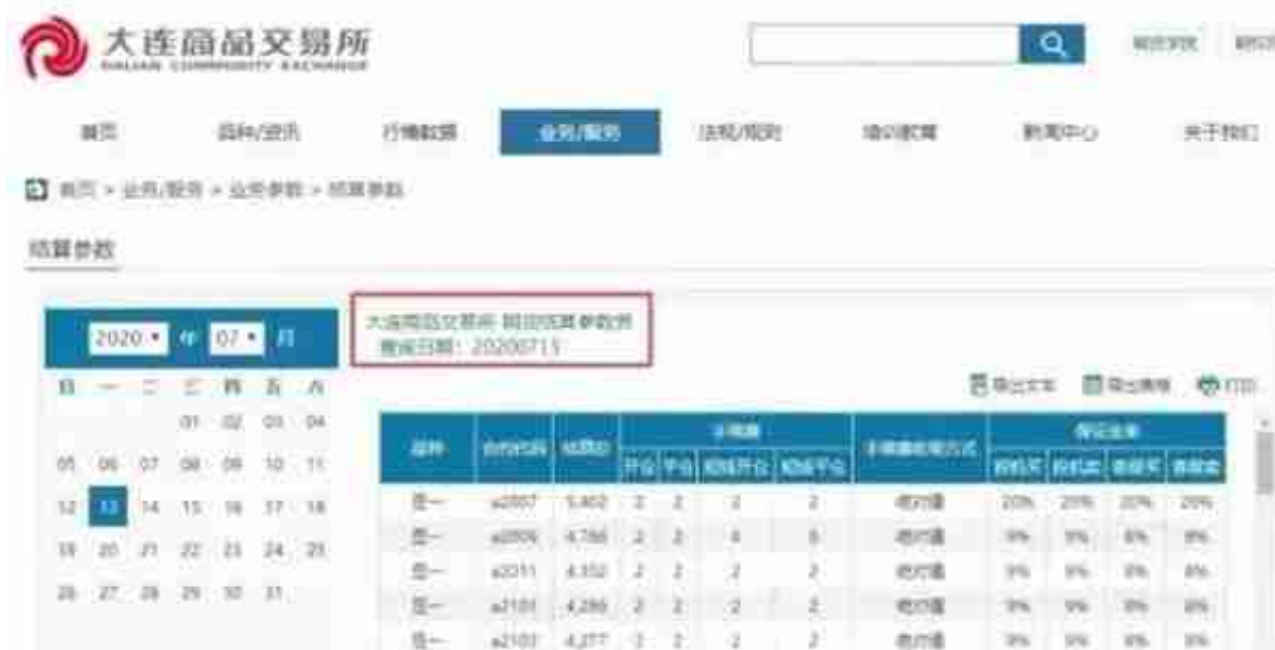 大连商品交易所
DALIAN COMMODITY EXCHANGE
首页 品种/资讯 行情数据 业务/服务 法规/规则 培训教育 新闻中心 关于我们
首页 > 业务/服务 > 业务参数 > 结算参数
结算参数
2020 年 07 月
大连商品交易所 期货结算参数表
查询日期: 20200713
日 一 二 三 四 五 六
01 02 03 04
05 06 07 08 09 10 11
12 13 14 15 16 17 18
19 20 21 22 23 24 25
26 27 28 29 30 31
导出文本 导出表格 打印
手续费 保证金率
品种 合约代码 结算价 手续费收取方式
开仓 平仓 短线开仓 短线平仓 投机买 投机卖 套保买 套保卖
豆一 a2007 5,402 2 2 2 2 绝对值 20% 20% 20% 20%
豆一 a2009 2 2 绝对值 9% 9% 8% 8%
豆一 a2011 2 2 2 2 绝对值 9% 9% 8% 8%
豆一 a2101 2 2 2 2 绝对值 9% 9% 8% 8%
豆一 a2103 4,277 2 2 2 2 绝对值 9% 9% 8% 8%